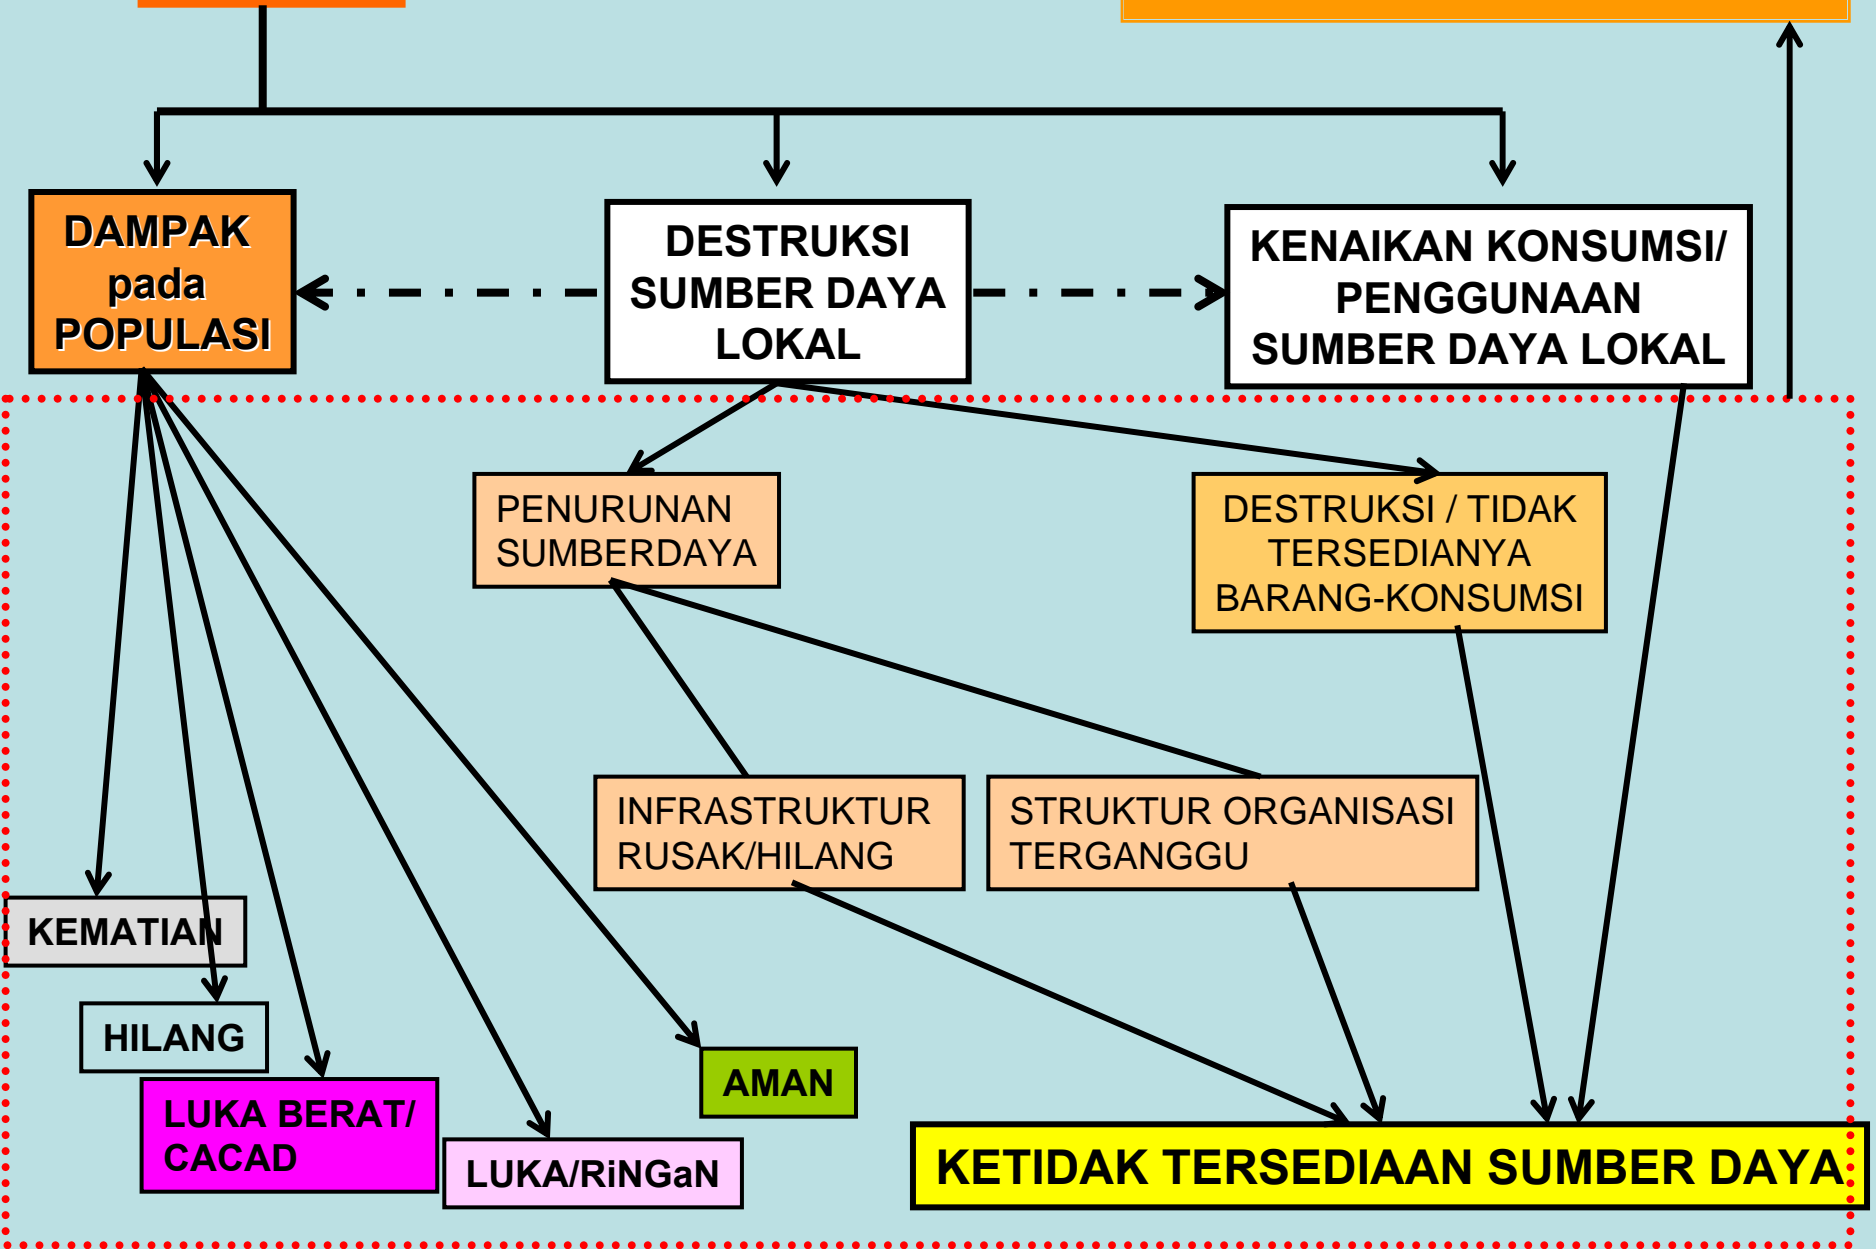 DAMPAK
pada
POPULASI
DESTRUKSI
SUMBER DAYA
LOKAL
KENAIKAN KONSUMSI/
PENGGUNAAN
SUMBER DAYA LOKAL
PENURUNAN
SUMBERDAYA
DESTRUKSI / TIDAK
TERSEDIANYA
BARANG-KONSUMSI
INFRASTRUKTUR
RUSAK/HILANG
STRUKTUR ORGANISASI
TERGANGGU
KEMATIAN
HILANG
LUKA BERAT/
CACAD
LUKA/RiNGaN
AMAN
KETIDAK TERSEDIAAN SUMBER DAYA